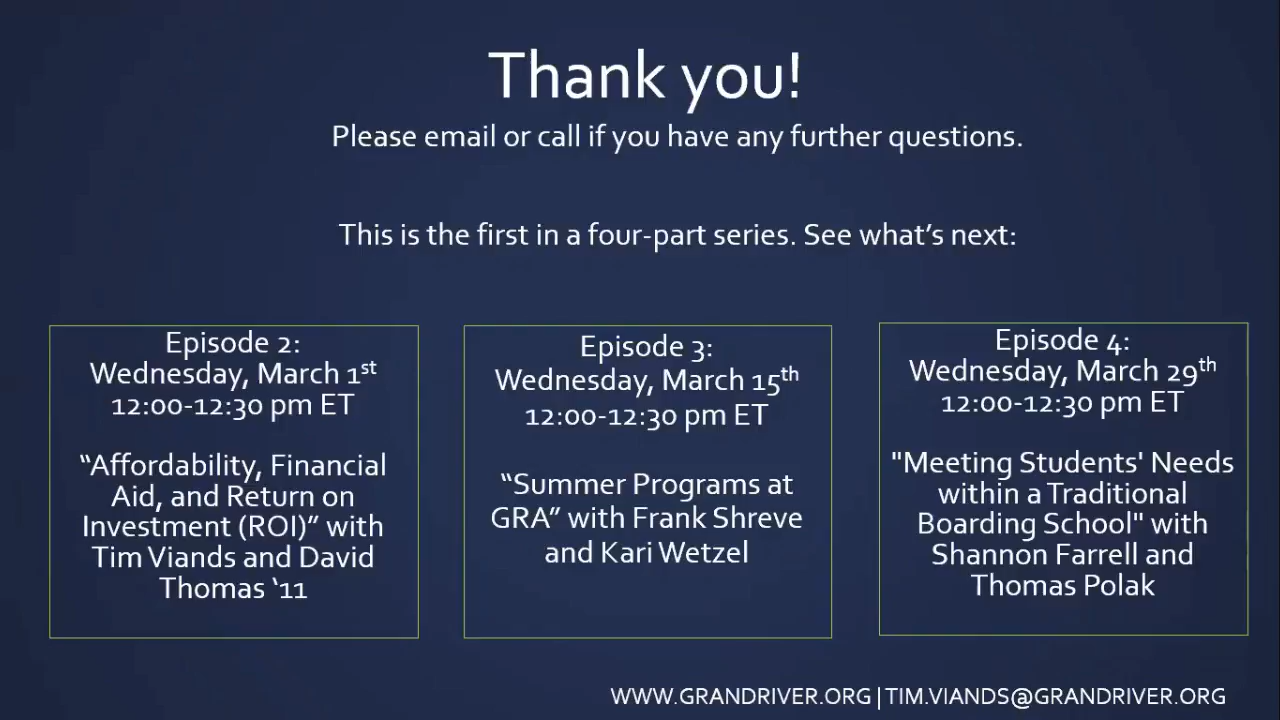 Thank you!
Please email or call if you have any further questions.
This is the first in a four-part series. See what’s next:
Episode 2:
Wednesday, March 1st
12:00-12:30 pm ET
“Affordability, Financial
Aid, and Return on
Investment (ROI)” with
Tim Viands and David
Thomas ‘11
Episode 3:
Wednesday, March 15th
12:00-12:30 pm ET
“Summer Programs at
GRA” with Frank Shreve
and Kari Wetzel
Episode 4:
Wednesday, March 29th
12:00-12:30 pm ET
"Meeting Students' Needs
within a Traditional
Boarding School" with
Shannon Farrell and
Thomas Polak
WWW.GRANDRIVER.ORG|TIM.VIANDS@GRANDRIVER.ORG